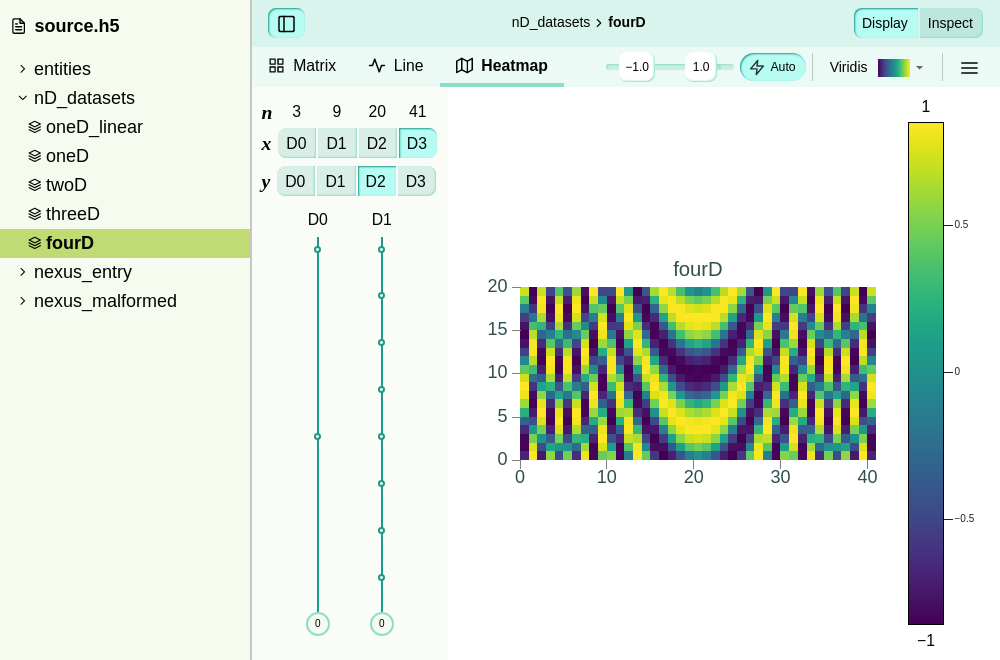 source.h5
entities
nD_datasets
oneD_linear
oneD
twoD
threeD
fourD
nexus_entry
nexus_malformed
nD_datasets › fourD
Display Inspect
Matrix Line Heatmap −1.0 1.0 Auto Viridis
n 3 9 20 41
x D0 D1 D2 D3
y D0 D1 D2 D3
D0 D1
0 0
fourD
20
15
10
5
0
0 10 20 30 40
1
0.5
0
−0.5
−1